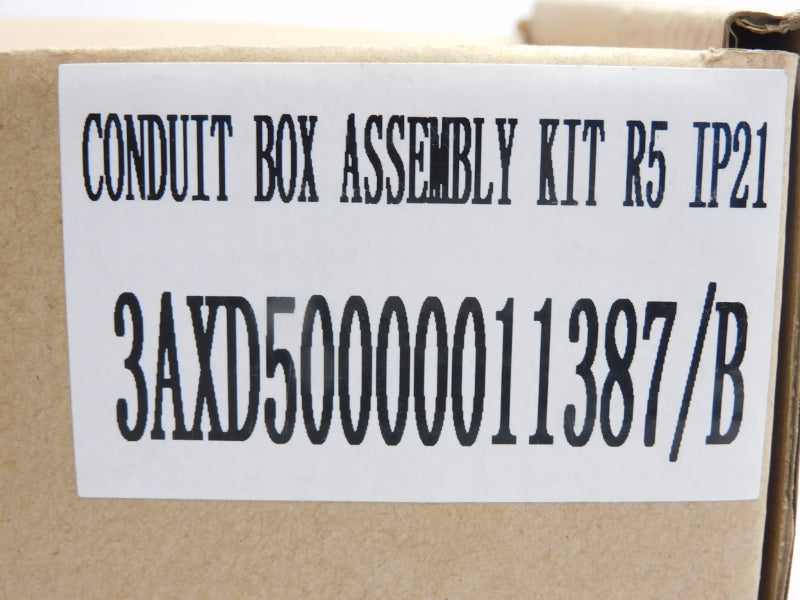 CONDUIT BOX ASSEMBLY KIT R5 IP21
3AXD50000011387/B